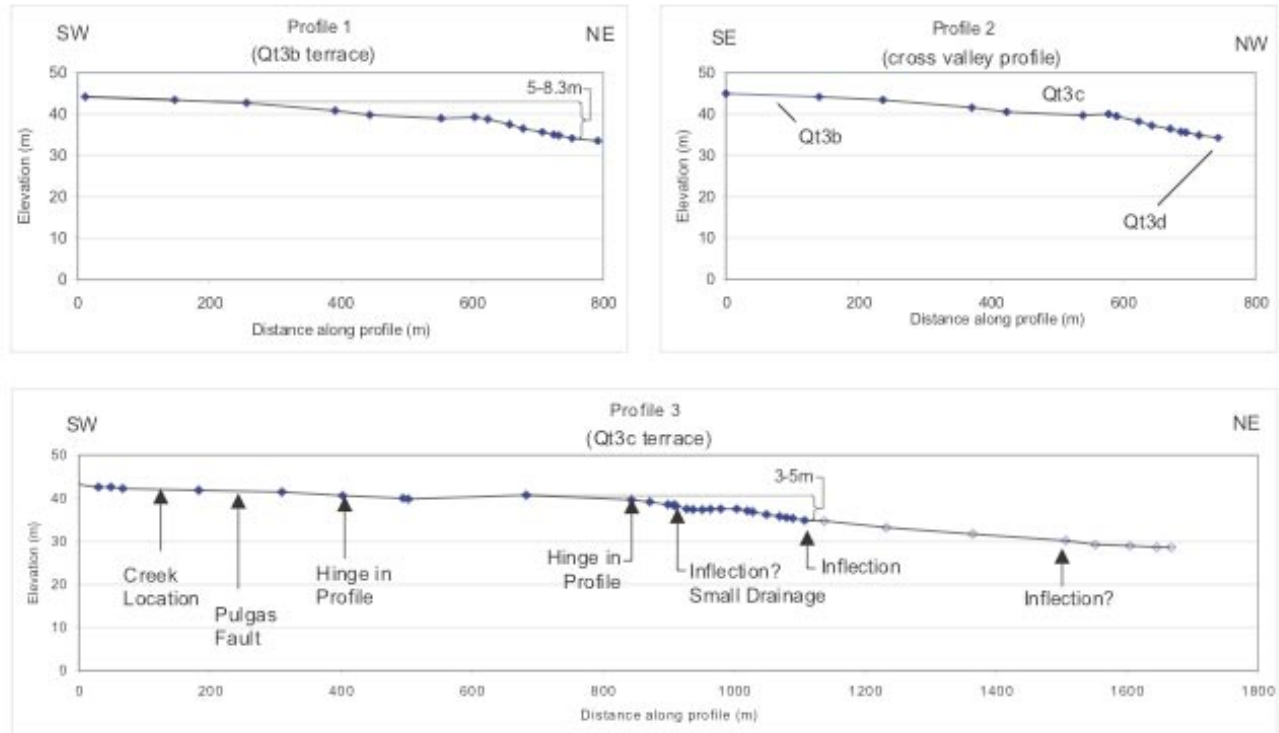 SW
Profile 1
NE
(Qt3b terrace)
5-8.3m
50
40
30
20
10
0
Elevation (m)
0 200 400 600 800
Distance along profile (m)
SE
Profile 2
NW
(cross valley profile)
50
40
30
20
10
0
Elevation (m)
Qt3c
Qt3b
Qt3d
0 200 400 600 800
Distance along profile (m)
SW
Profile 3
NE
(Qt3c terrace)
50
40
30
20
10
0
Elevation (m)
3-5m
Creek
Location
Pulgas
Fault
Hinge in
Profile
Hinge in
Profile
Inflection?
Small Drainage
Inflection
Inflection?
0 200 400 600 800 1000 1200 1400 1600 1800
Distance along profile (m)